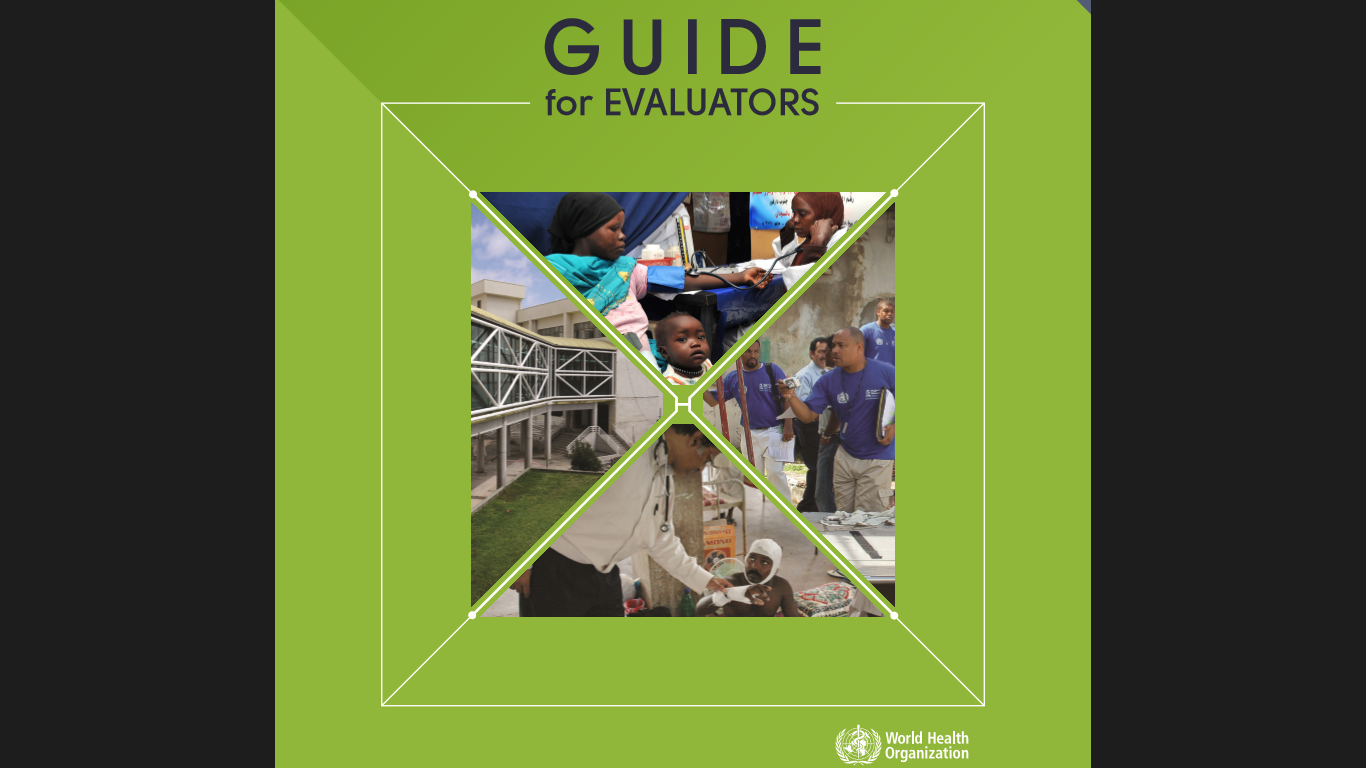 GUIDE
for EVALUATORS
World Health
Organization